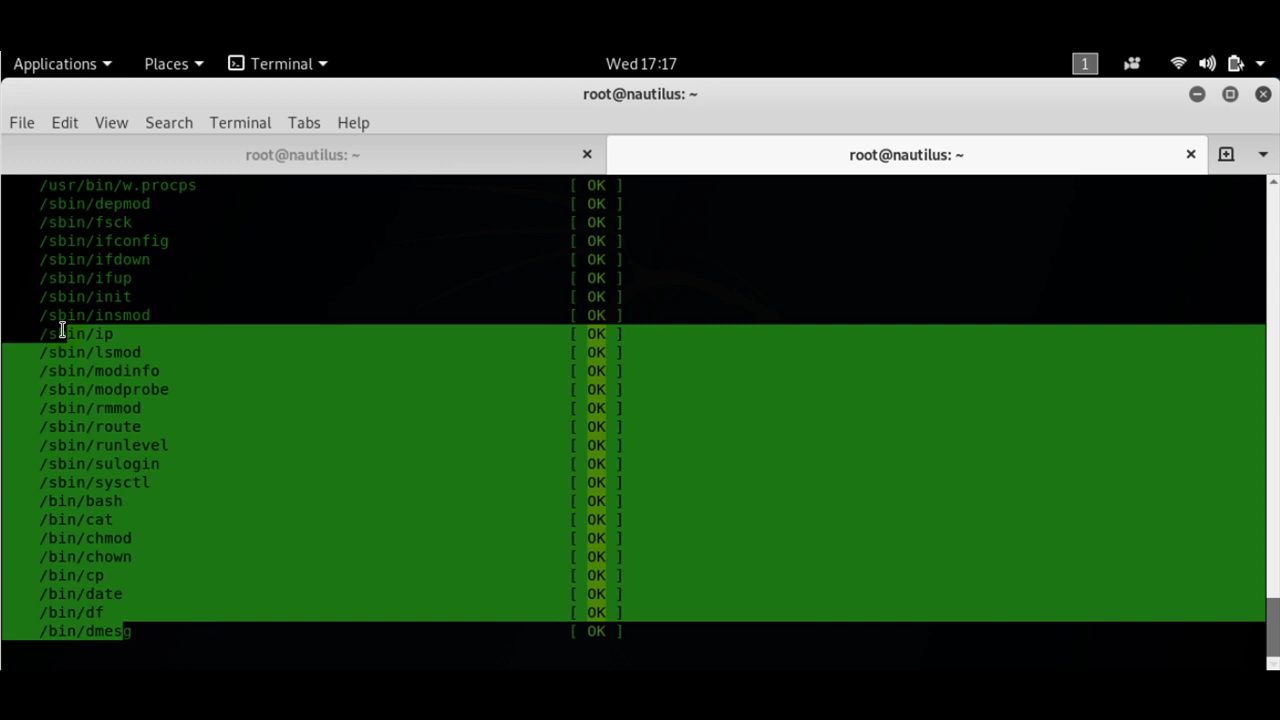 Applications Places Terminal Wed 17:17 1
root@nautilus: ~
File Edit View Search Terminal Tabs Help
root@nautilus: ~ root@nautilus: ~
/usr/bin/w.procps [ OK ]
/sbin/depmod [ OK ]
/sbin/fsck [ OK ]
/sbin/ifconfig [ OK ]
/sbin/ifdown [ OK ]
/sbin/ifup [ OK ]
/sbin/init [ OK ]
/sbin/insmod [ OK ]
/sbin/ip [ OK ]
/sbin/lsmod [ OK ]
/sbin/modinfo [ OK ]
/sbin/modprobe [ OK ]
/sbin/rmmod [ OK ]
/sbin/route [ OK ]
/sbin/runlevel [ OK ]
/sbin/sulogin [ OK ]
/sbin/sysctl [ OK ]
/bin/bash [ OK ]
/bin/cat [ OK ]
/bin/chmod [ OK ]
/bin/chown [ OK ]
/bin/cp [ OK ]
/bin/date [ OK ]
/bin/df [ OK ]
/bin/dmesg [ OK ]